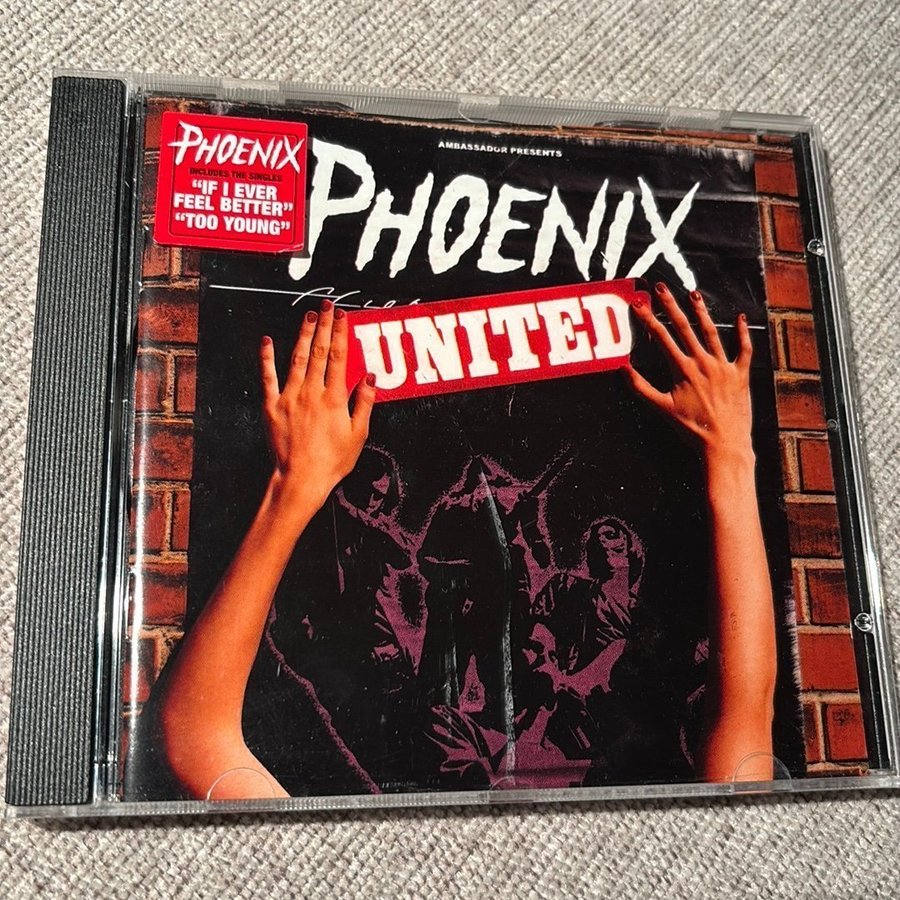 PHOENIX
INCLUDES THE SINGLES
“IF I EVER
FEEL BETTER”
“TOO YOUNG”
AMBASSADOR PRESENTS
PHOENIX
UNITED